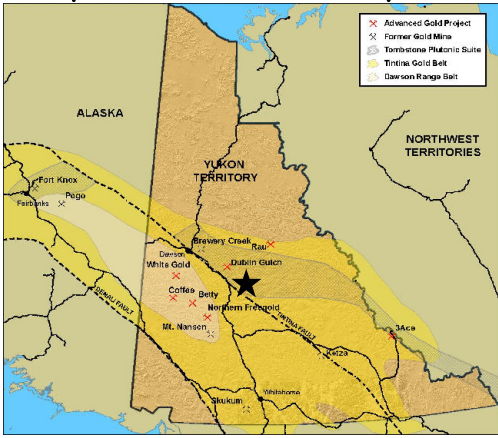 Advanced Gold Project
Former Gold Mine
Tombstone Plutonic Suite
Tintina Gold Belt
Dawson Range Belt
ALASKA
NORTHWEST
TERRITORIES
YUKON
TERRITORY
Fort Knox
Pogo
Fairbanks
Brewery Creek
Rau
Dawson
White Gold
Dublin Gulch
Coffee
Betty
Northern Freegold
DENALI FAULT
TINTINA FAULT
Mt. Nansen
3Ace
Ketza
Whitehorse
Skukum